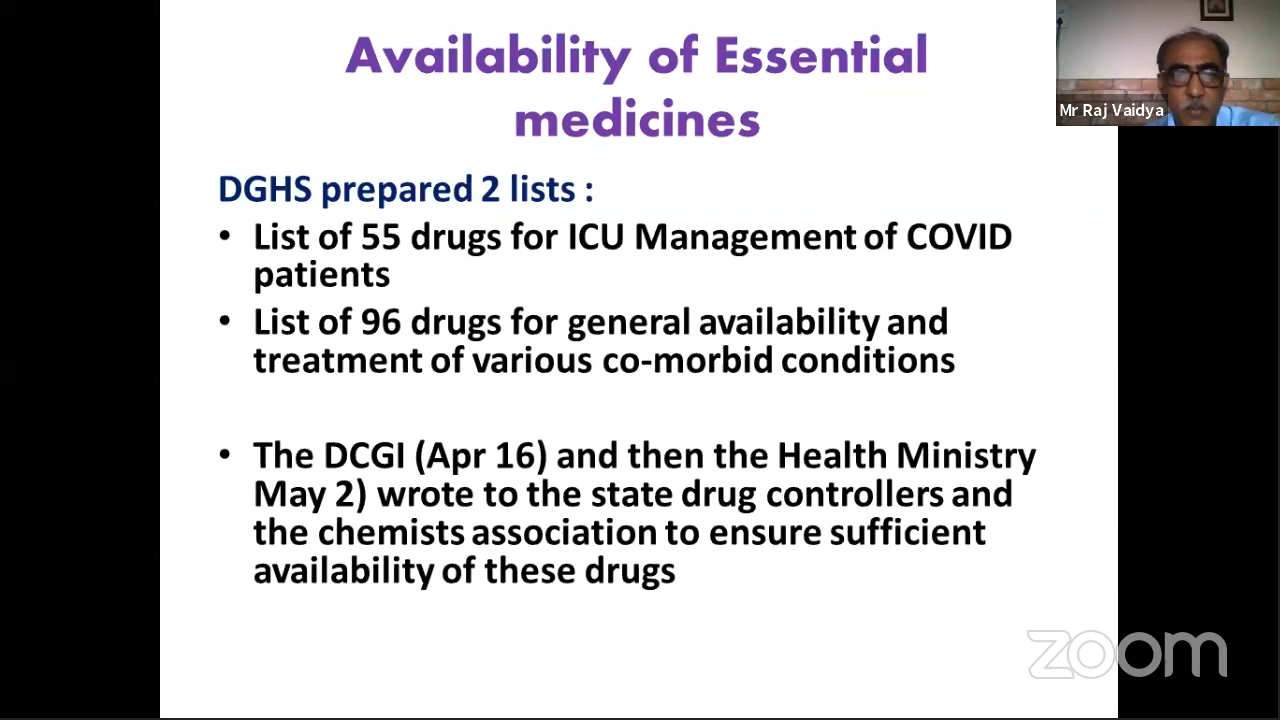 Availability of Essential
medicines
DGHS prepared 2 lists :
• List of 55 drugs for ICU Management of COVID
patients
• List of 96 drugs for general availability and
treatment of various co-morbid conditions
• The DCGI (Apr 16) and then the Health Ministry
May 2) wrote to the state drug controllers and
the chemists association to ensure sufficient
availability of these drugs
Mr Raj Vaidya
zoom